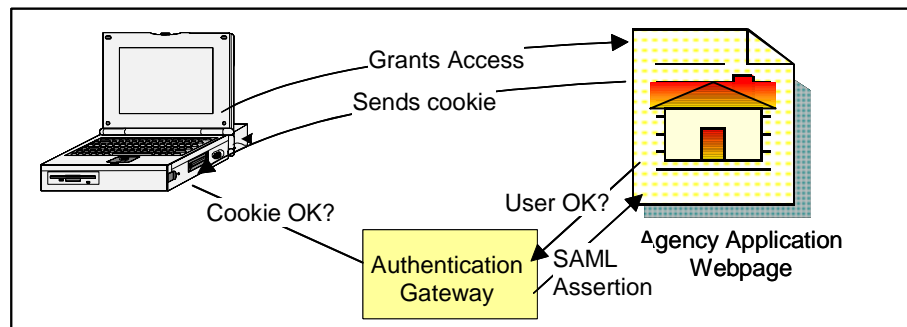 Grants Access
Sends cookie
Cookie OK?
User OK?
Authentication
Gateway
SAML
Assertion
Agency Application
Webpage